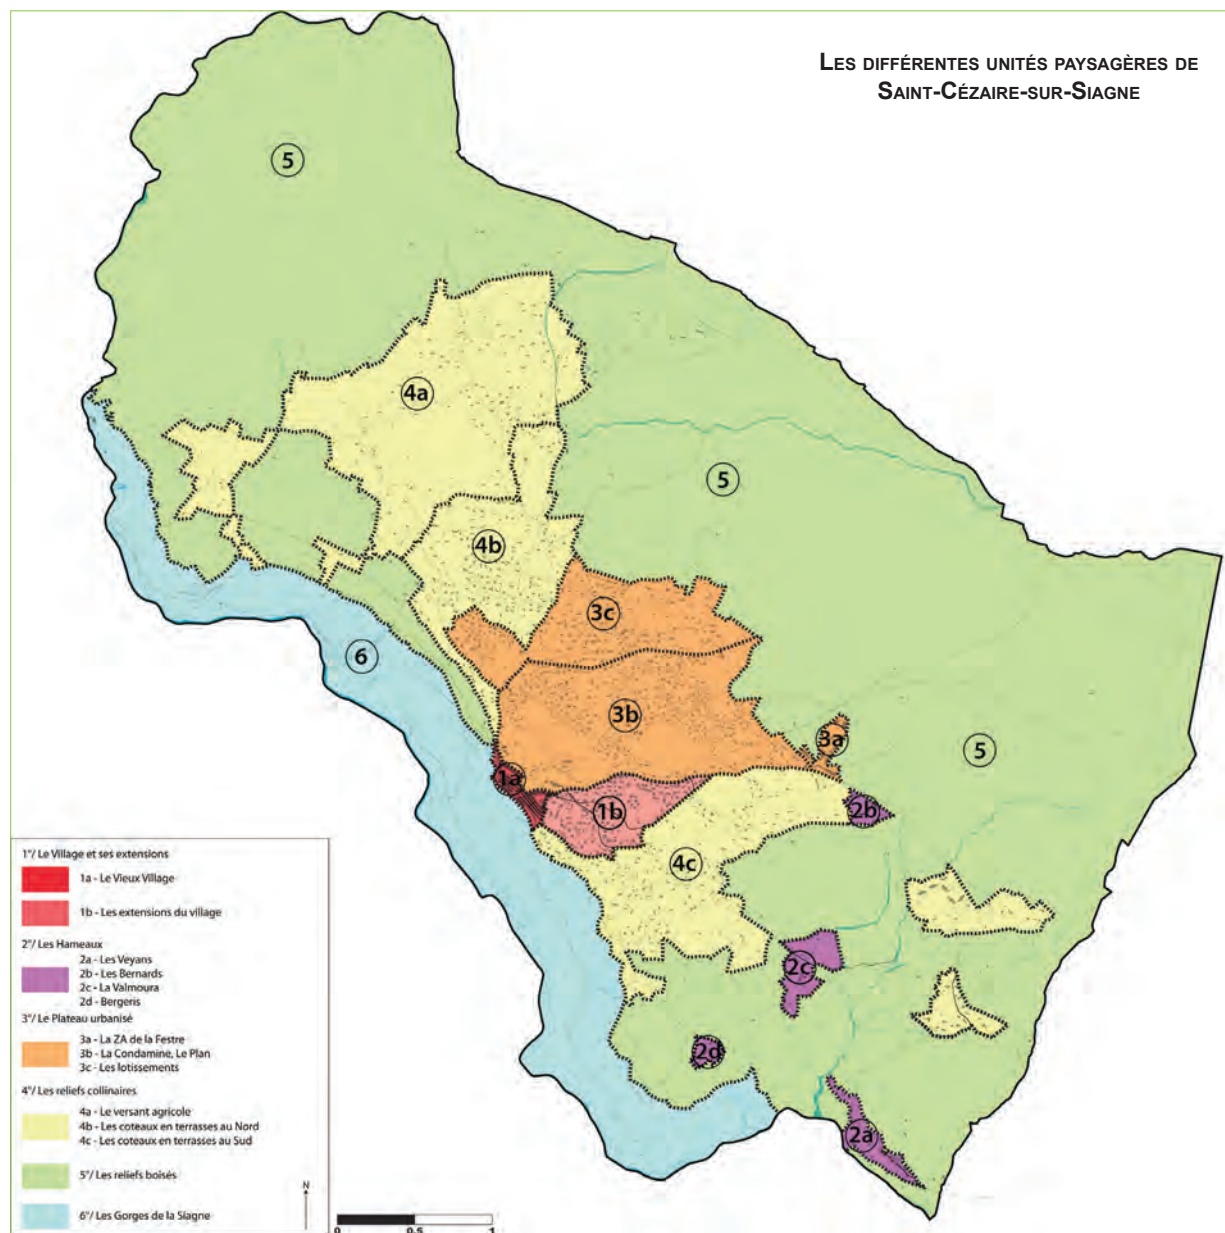 Les différentes unités paysagères de
Saint-Cézaire-sur-Siagne
5
4a
5
4b
3c
6
3b
3a
5
1a
1b
2b
4c
2c
2d
2a
1°/ Le Village et ses extensions
1a - Le Vieux Village
1b - Les extensions du village
2°/ Les Hameaux
2a - Les Veyans
2b - Les Bernards
2c - La Valmoura
2d - Bergeris
3°/ Le Plateau urbanisé
3a - La ZA de la Festre
3b - La Condamine, Le Plan
3c - Les lotissements
4°/ Les reliefs collinaires
4a - Le versant agricole
4b - Les coteaux en terrasses au Nord
4c - Les coteaux en terrasses au Sud
5°/ Les reliefs boisés
6°/ Les Gorges de la Siagne
N
0 0.5 1